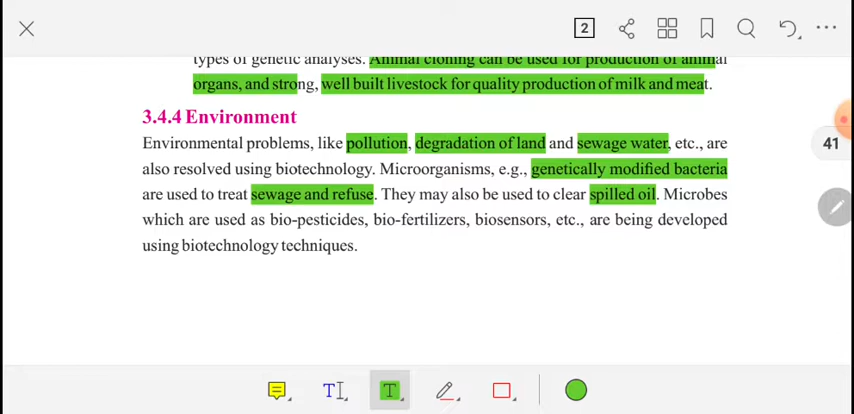 2
types of genetic analyses. Animal cloning can be used for production of animal
organs, and strong, well built livestock for quality production of milk and meat.
3.4.4 Environment
Environmental problems, like pollution, degradation of land and sewage water, etc., are
also resolved using biotechnology. Microorganisms, e.g., genetically modified bacteria
are used to treat sewage and refuse. They may also be used to clear spilled oil. Microbes
which are used as bio-pesticides, bio-fertilizers, biosensors, etc., are being developed
using biotechnology techniques.
41
T
T